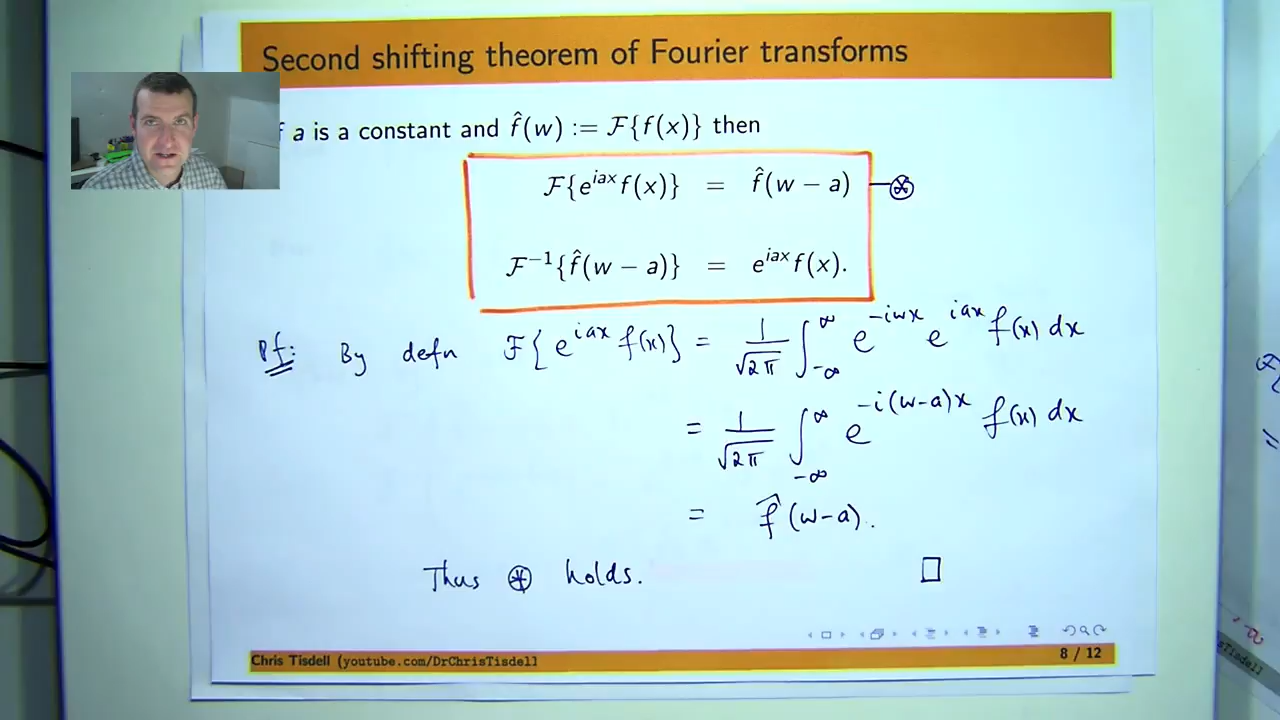 Second shifting theorem of Fourier transforms
f a is a constant and f̂(w) := F{f(x)} then
F{e^{iax} f(x)} = f̂(w − a) ⊛
F^{−1}{f̂(w − a)} = e^{iax} f(x).
Pf: By defn F{e^{iax} f(x)} = 1/√2π ∫_{-∞}^{∞} e^{-iwx} e^{iax} f(x) dx
= 1/√2π ∫_{-∞}^{∞} e^{-i(w-a)x} f(x) dx
= f̂(w-a).
Thus ⊛ holds. □
Chris Tisdell (youtube.com/DrChrisTisdell
8 / 12